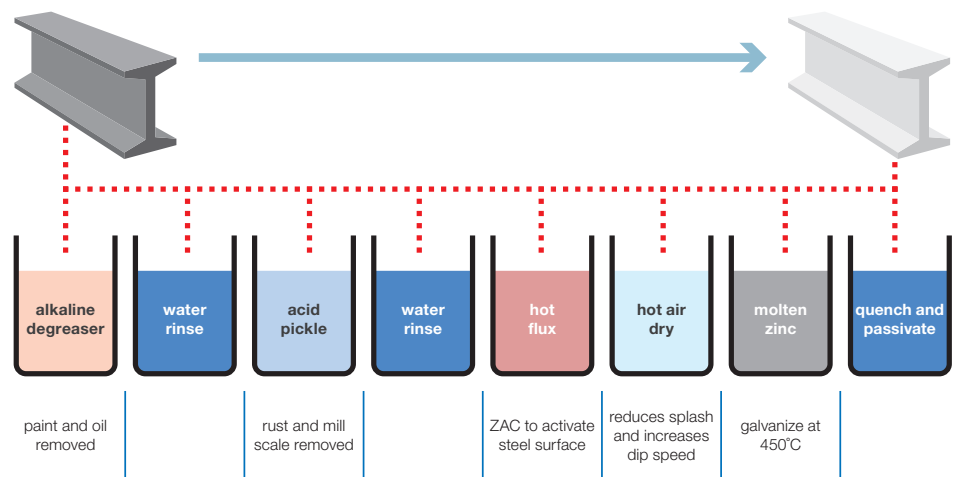 alkaline
degreaser
water
rinse
acid
pickle
water
rinse
hot
flux
hot air
dry
molten
zinc
quench and
passivate
paint and oil
removed
rust and mill
scale removed
ZAC to activate
steel surface
reduces splash
and increases
dip speed
galvanize at
450˚C